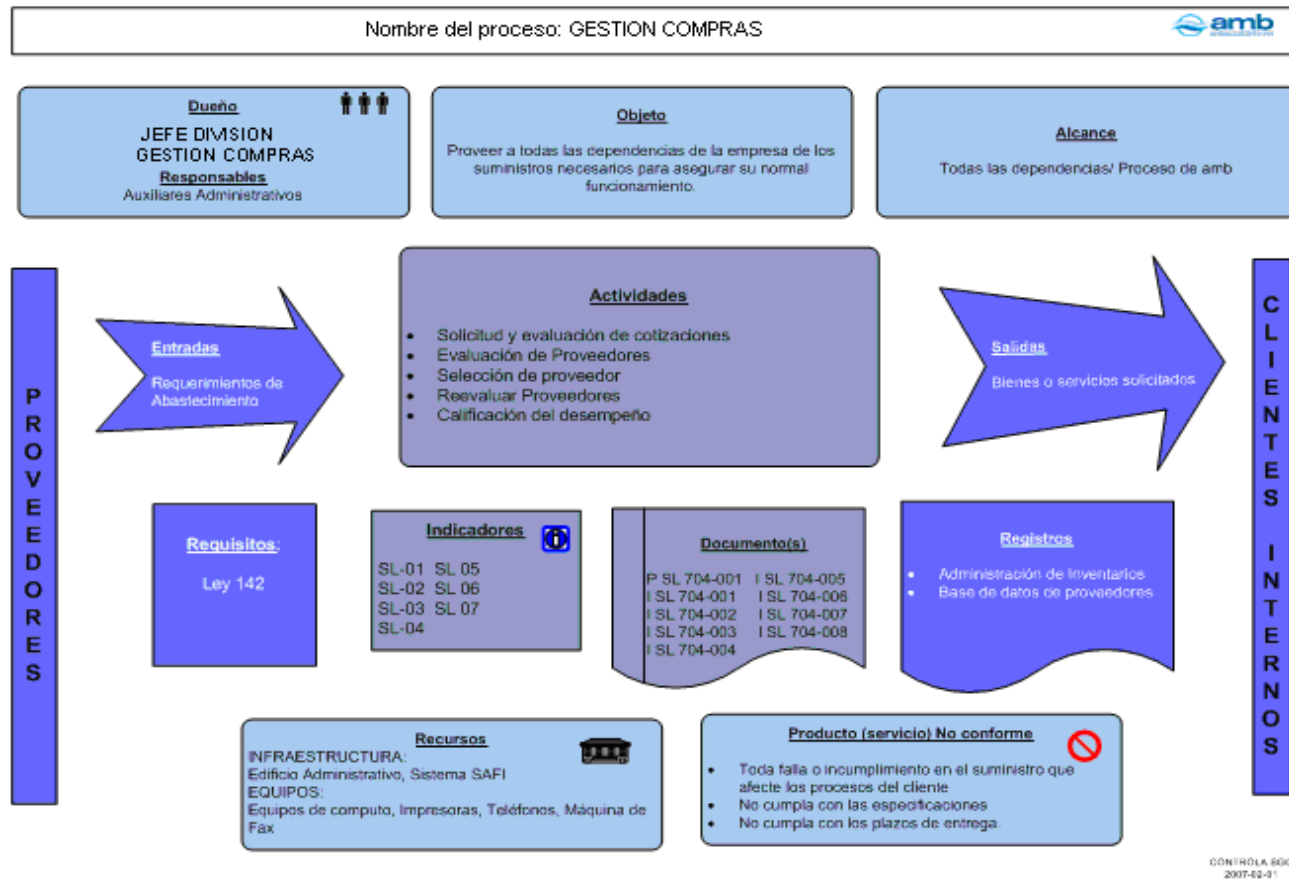 Nombre del proceso: GESTION COMPRAS
amb
Dueño
JEFE DIVISION
GESTION COMPRAS
Responsables
Auxiliares Administrativos
Objeto
Proveer a todas las dependencias de la empresa de los
suministros necesarios para asegurar su normal
funcionamiento.
Alcance
Todas las dependencias/ Proceso de amb
PROVEEDORES
Entradas
Requerimientos de
Abastecimiento
Actividades
• Solicitud y evaluación de cotizaciones
• Evaluación de Proveedores
• Selección de proveedor
• Reevaluar Proveedores
• Calificación del desempeño
Salidas
Bienes o servicios solicitados
CLIENTES INTERNOS
Requisitos:
Ley 142
Indicadores
SL-01 SL 05
SL-02 SL 06
SL-03 SL 07
SL-04
Documento(s)
P SL 704-001 I SL 704-005
I SL 704-001 I SL 704-006
I SL 704-002 I SL 704-007
I SL 704-003 I SL 704-008
I SL 704-004
Registros
• Administración de Inventarios
• Base de datos de proveedores
Recursos
INFRAESTRUCTURA:
Edificio Administrativo, Sistema SAFI
EQUIPOS:
Equipos de computo, Impresoras, Teléfonos, Máquina de
Fax
Producto (servicio) No conforme
• Toda falla o incumplimiento en el suministro que
afecte los procesos del cliente
• No cumpla con las especificaciones
• No cumpla con los plazos de entrega.
CONTROLA SGC
2007-02-01